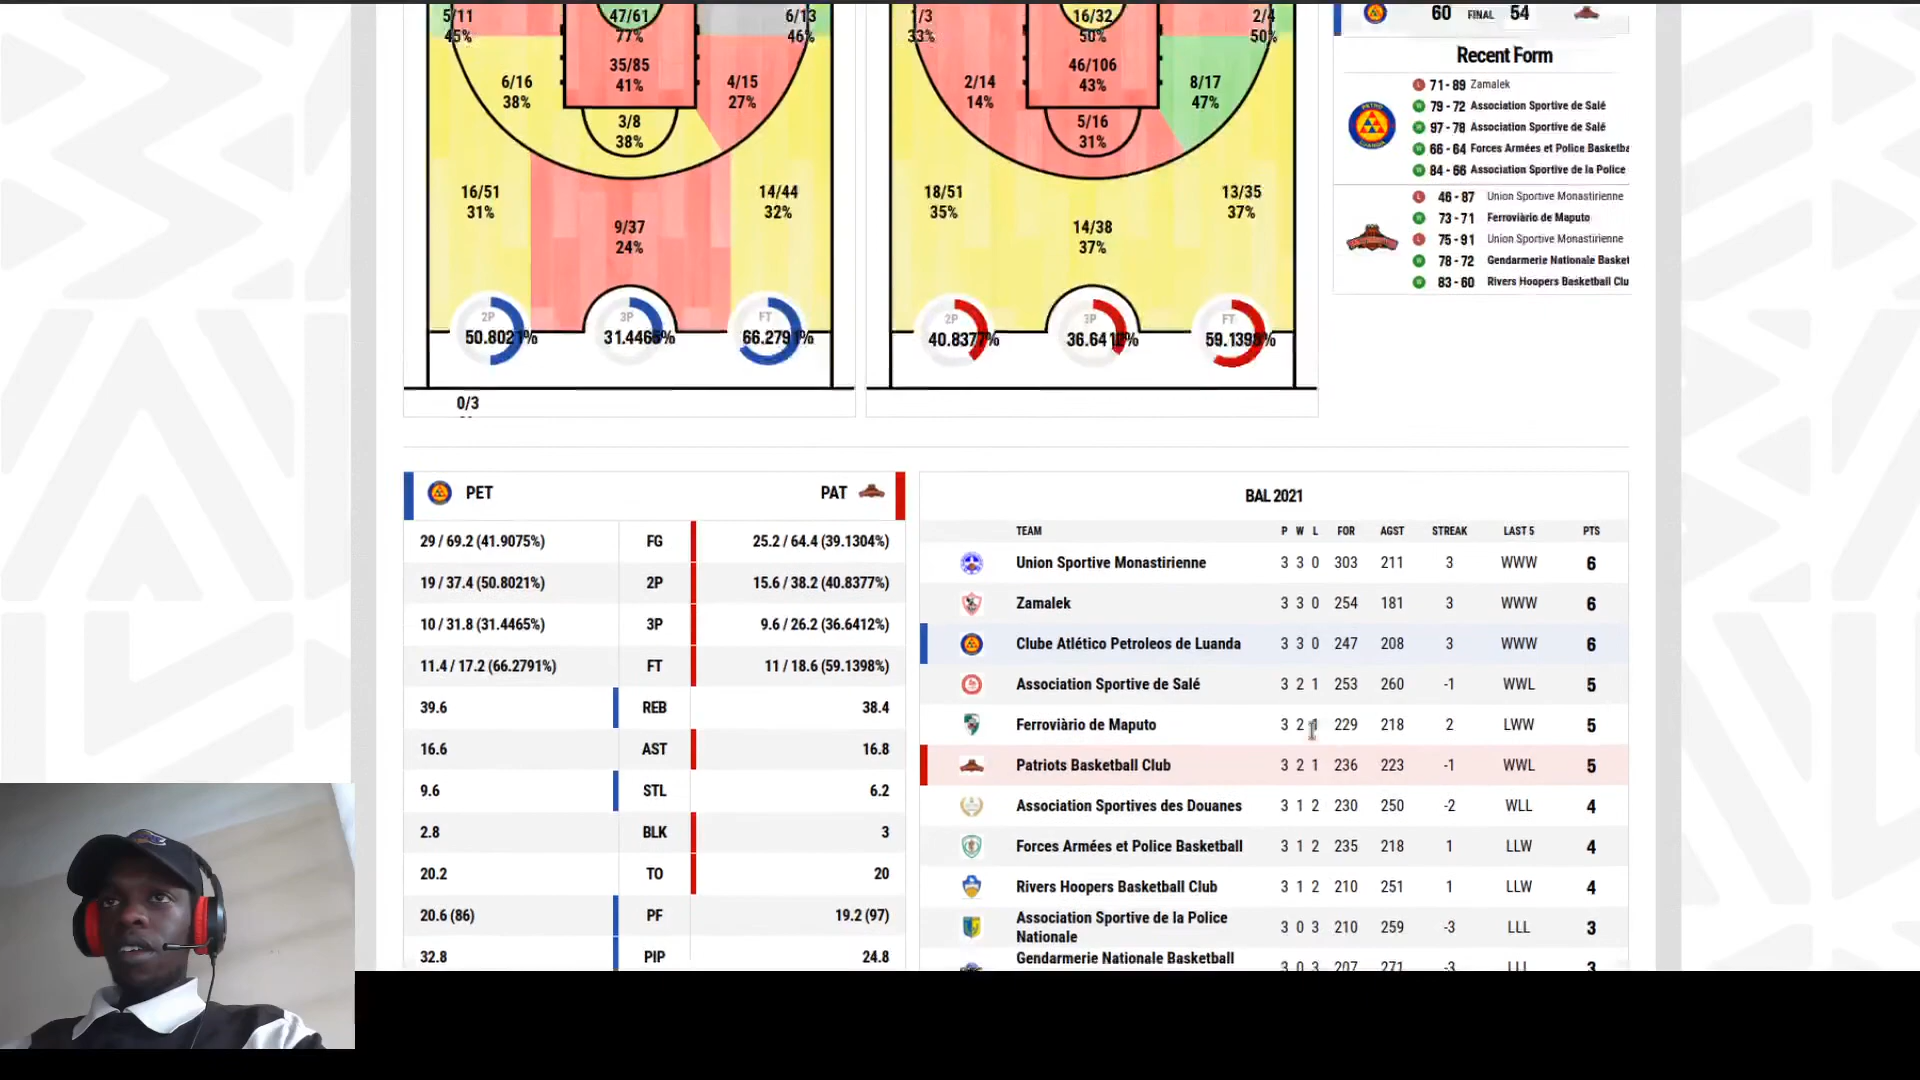 5/11
45%
47/61
77%
6/13
46%
35/85
41%
6/16
38%
4/15
27%
3/8
38%
16/51
31%
14/44
32%
9/37
24%
2P
50.8021%
3P
31.4465%
FT
66.2791%
0/3
1/3
33%
16/32
50%
2/4
50%
46/106
43%
2/14
14%
8/17
47%
5/16
31%
18/51
35%
13/35
37%
14/38
37%
2P
40.8377%
3P
36.6412%
FT
59.1398%
60 FINAL 54
Recent Form
L 71 - 89 Zamalek
W 79 - 72 Association Sportive de Salé
W 97 - 78 Association Sportive de Salé
W 66 - 64 Forces Armées et Police Basketba
W 84 - 66 Association Sportive de la Police
PETRO
LUANDA
L 46 - 87 Union Sportive Monastirienne
W 73 - 71 Ferroviàrio de Maputo
L 75 - 91 Union Sportive Monastirienne
W 78 - 72 Gendarmerie Nationale Basket
W 83 - 60 Rivers Hoopers Basketball Clu
PET PAT
29 / 69.2 (41.9075%) FG 25.2 / 64.4 (39.1304%)
19 / 37.4 (50.8021%) 2P 15.6 / 38.2 (40.8377%)
10 / 31.8 (31.4465%) 3P 9.6 / 26.2 (36.6412%)
11.4 / 17.2 (66.2791%) FT 11 / 18.6 (59.1398%)
39.6 REB 38.4
16.6 AST 16.8
9.6 STL 6.2
2.8 BLK 3
20.2 TO 20
20.6 (86) PF 19.2 (97)
32.8 PIP 24.8
BAL 2021
TEAM P W L FOR AGST STREAK LAST 5 PTS
Union Sportive Monastirienne 3 3 0 303 211 3 WWW 6
Zamalek 3 3 0 254 181 3 WWW 6
Clube Atlético Petroleos de Luanda 3 3 0 247 208 3 WWW 6
Association Sportive de Salé 3 2 1 253 260 -1 WWL 5
Ferroviàrio de Maputo 3 2 1 229 218 2 LWW 5
Patriots Basketball Club 3 2 1 236 223 -1 WWL 5
Association Sportives des Douanes 3 1 2 230 250 -2 WLL 4
Forces Armées et Police Basketball 3 1 2 235 218 1 LLW 4
Rivers Hoopers Basketball Club 3 1 2 210 251 1 LLW 4
Association Sportive de la Police
Nationale 3 0 3 210 259 -3 LLL 3
Gendarmerie Nationale Basketball 3 0 3 207 271 -3 LLL 3